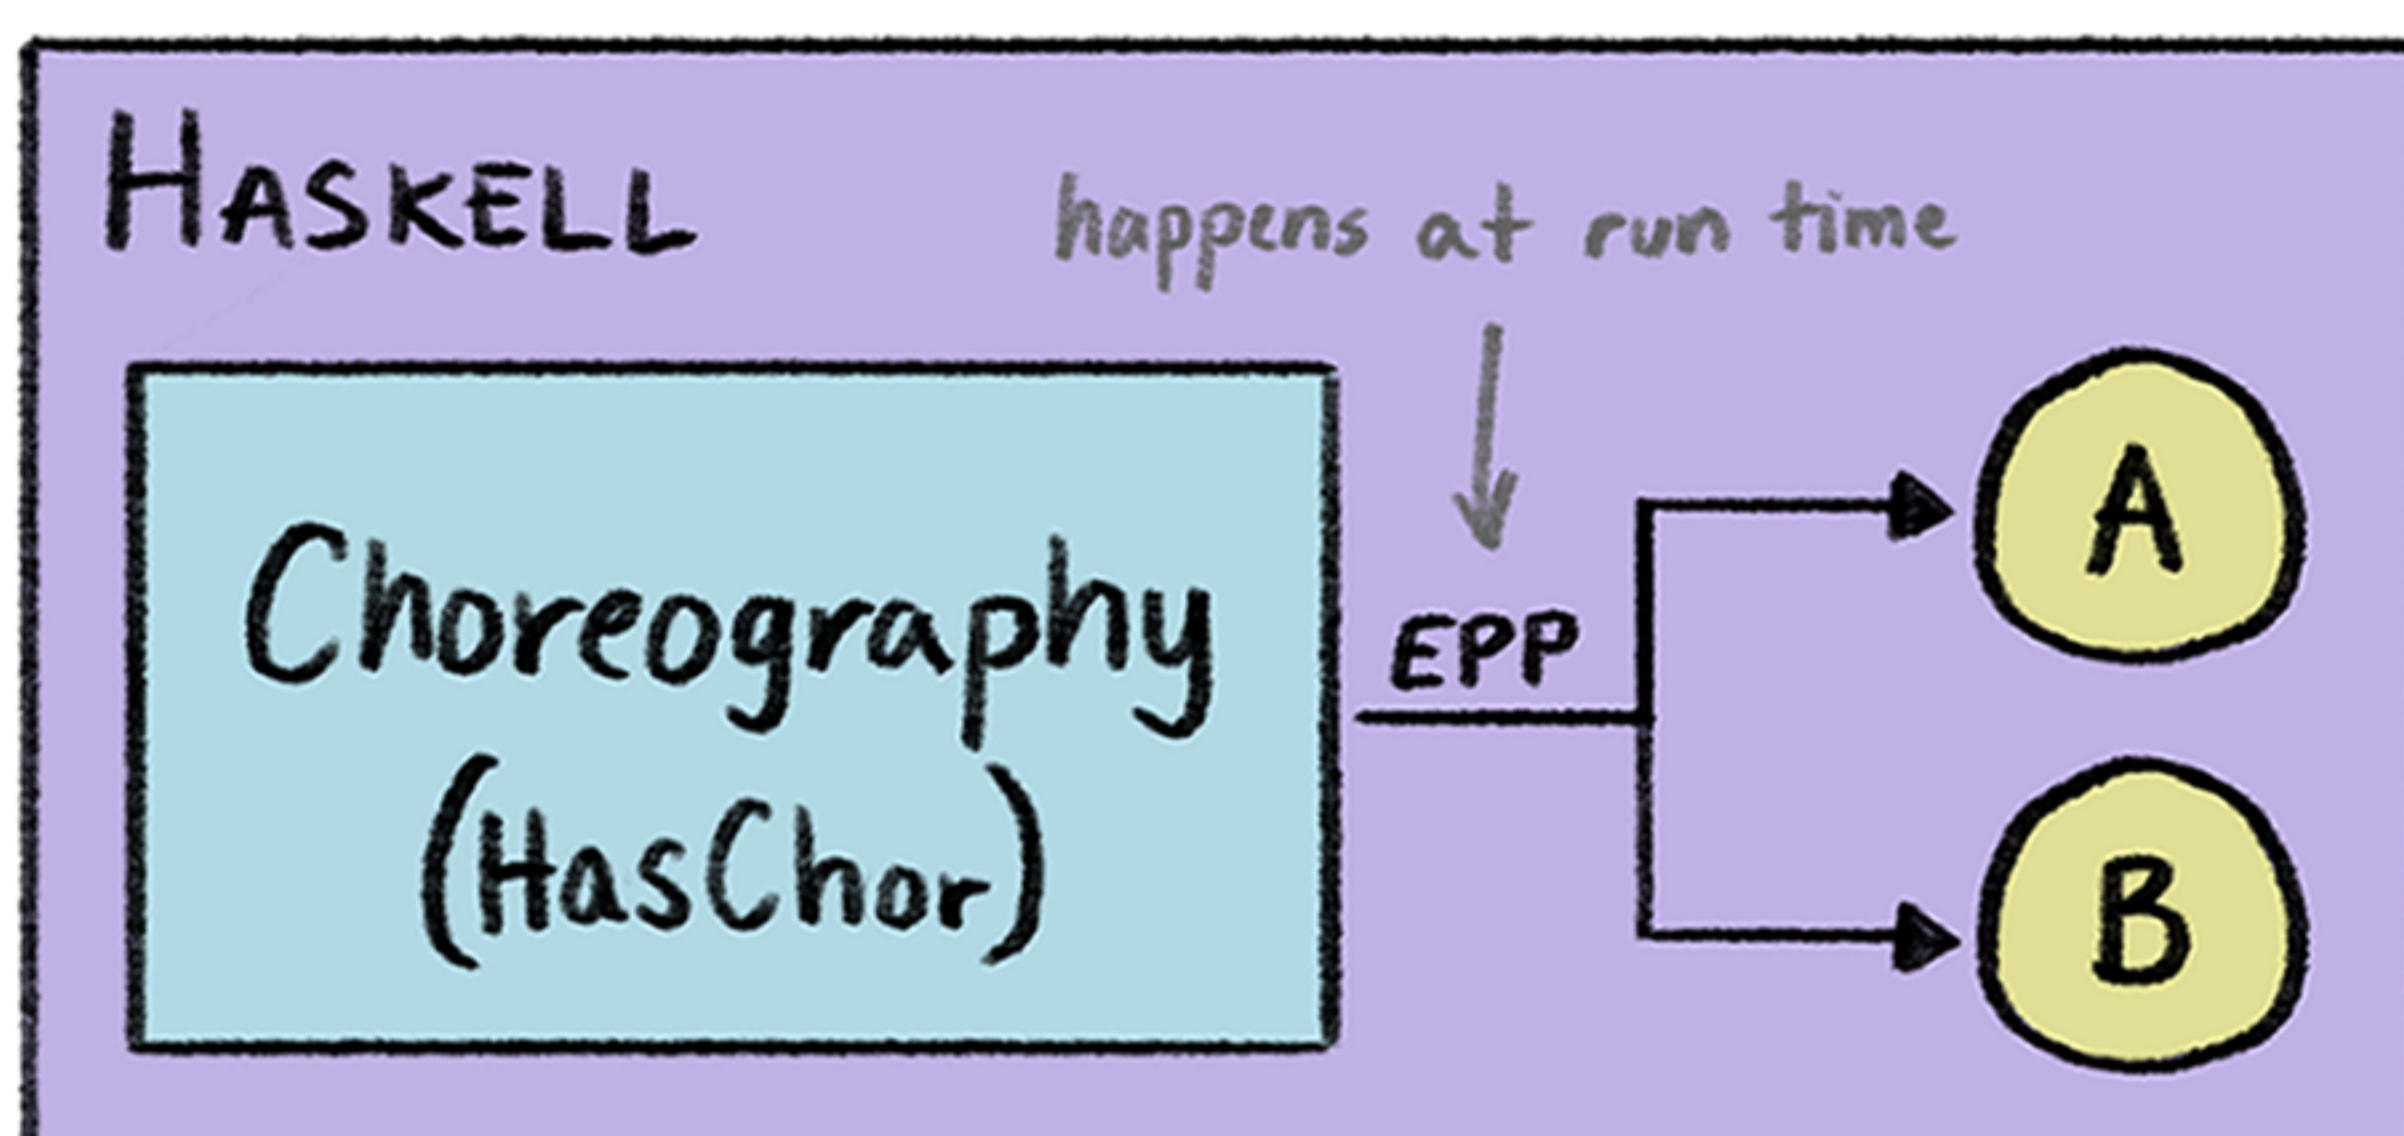 HASKELL
happens at run time
Choreography
(HasChor)
EPP
A
B